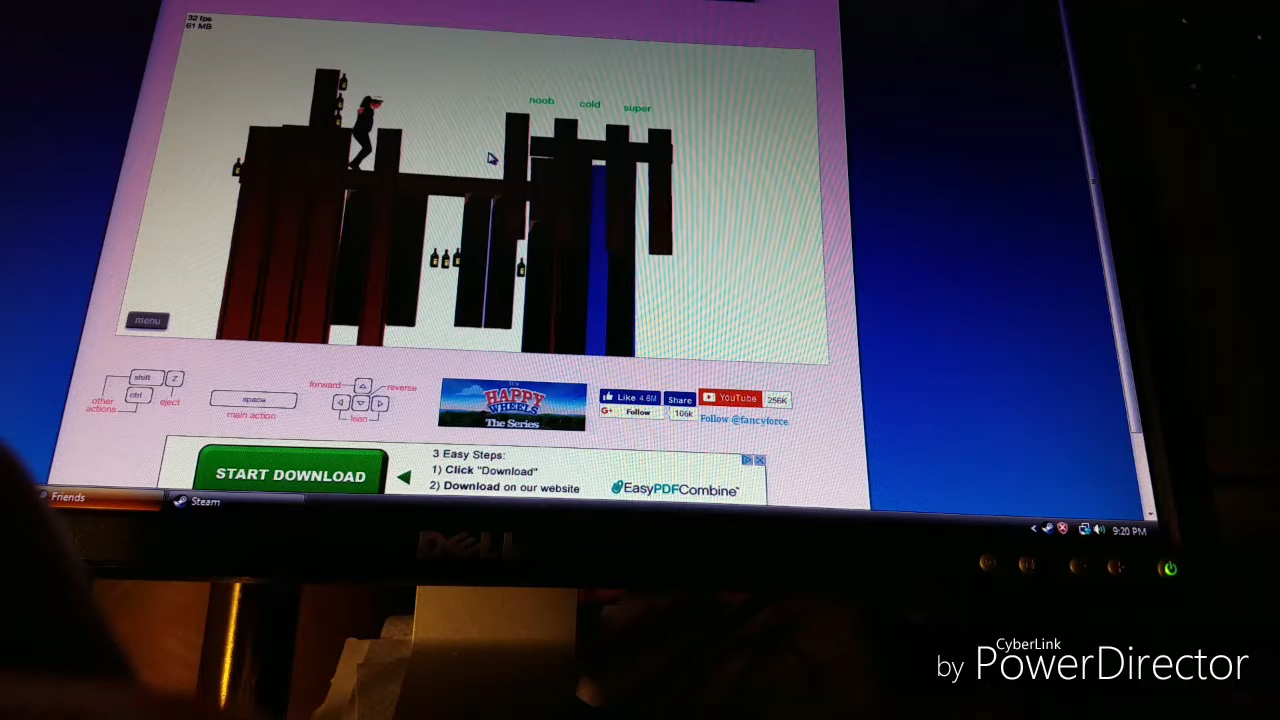 32 fps
61 MB
noob cold super
menu
shift Z
ctrl
other actions
eject
space
main action
forward
reverse
lean
IT'S
HAPPY
WHEELS
The Series
Like 4.6M
Share
YouTube 256K
G+ Follow
106k
Follow @fancyforce
START DOWNLOAD
3 Easy Steps:
1) Click "Download"
2) Download on our website
EasyPDFCombine™
Friends
Steam
9:20 PM
DELL
CyberLink
by PowerDirector